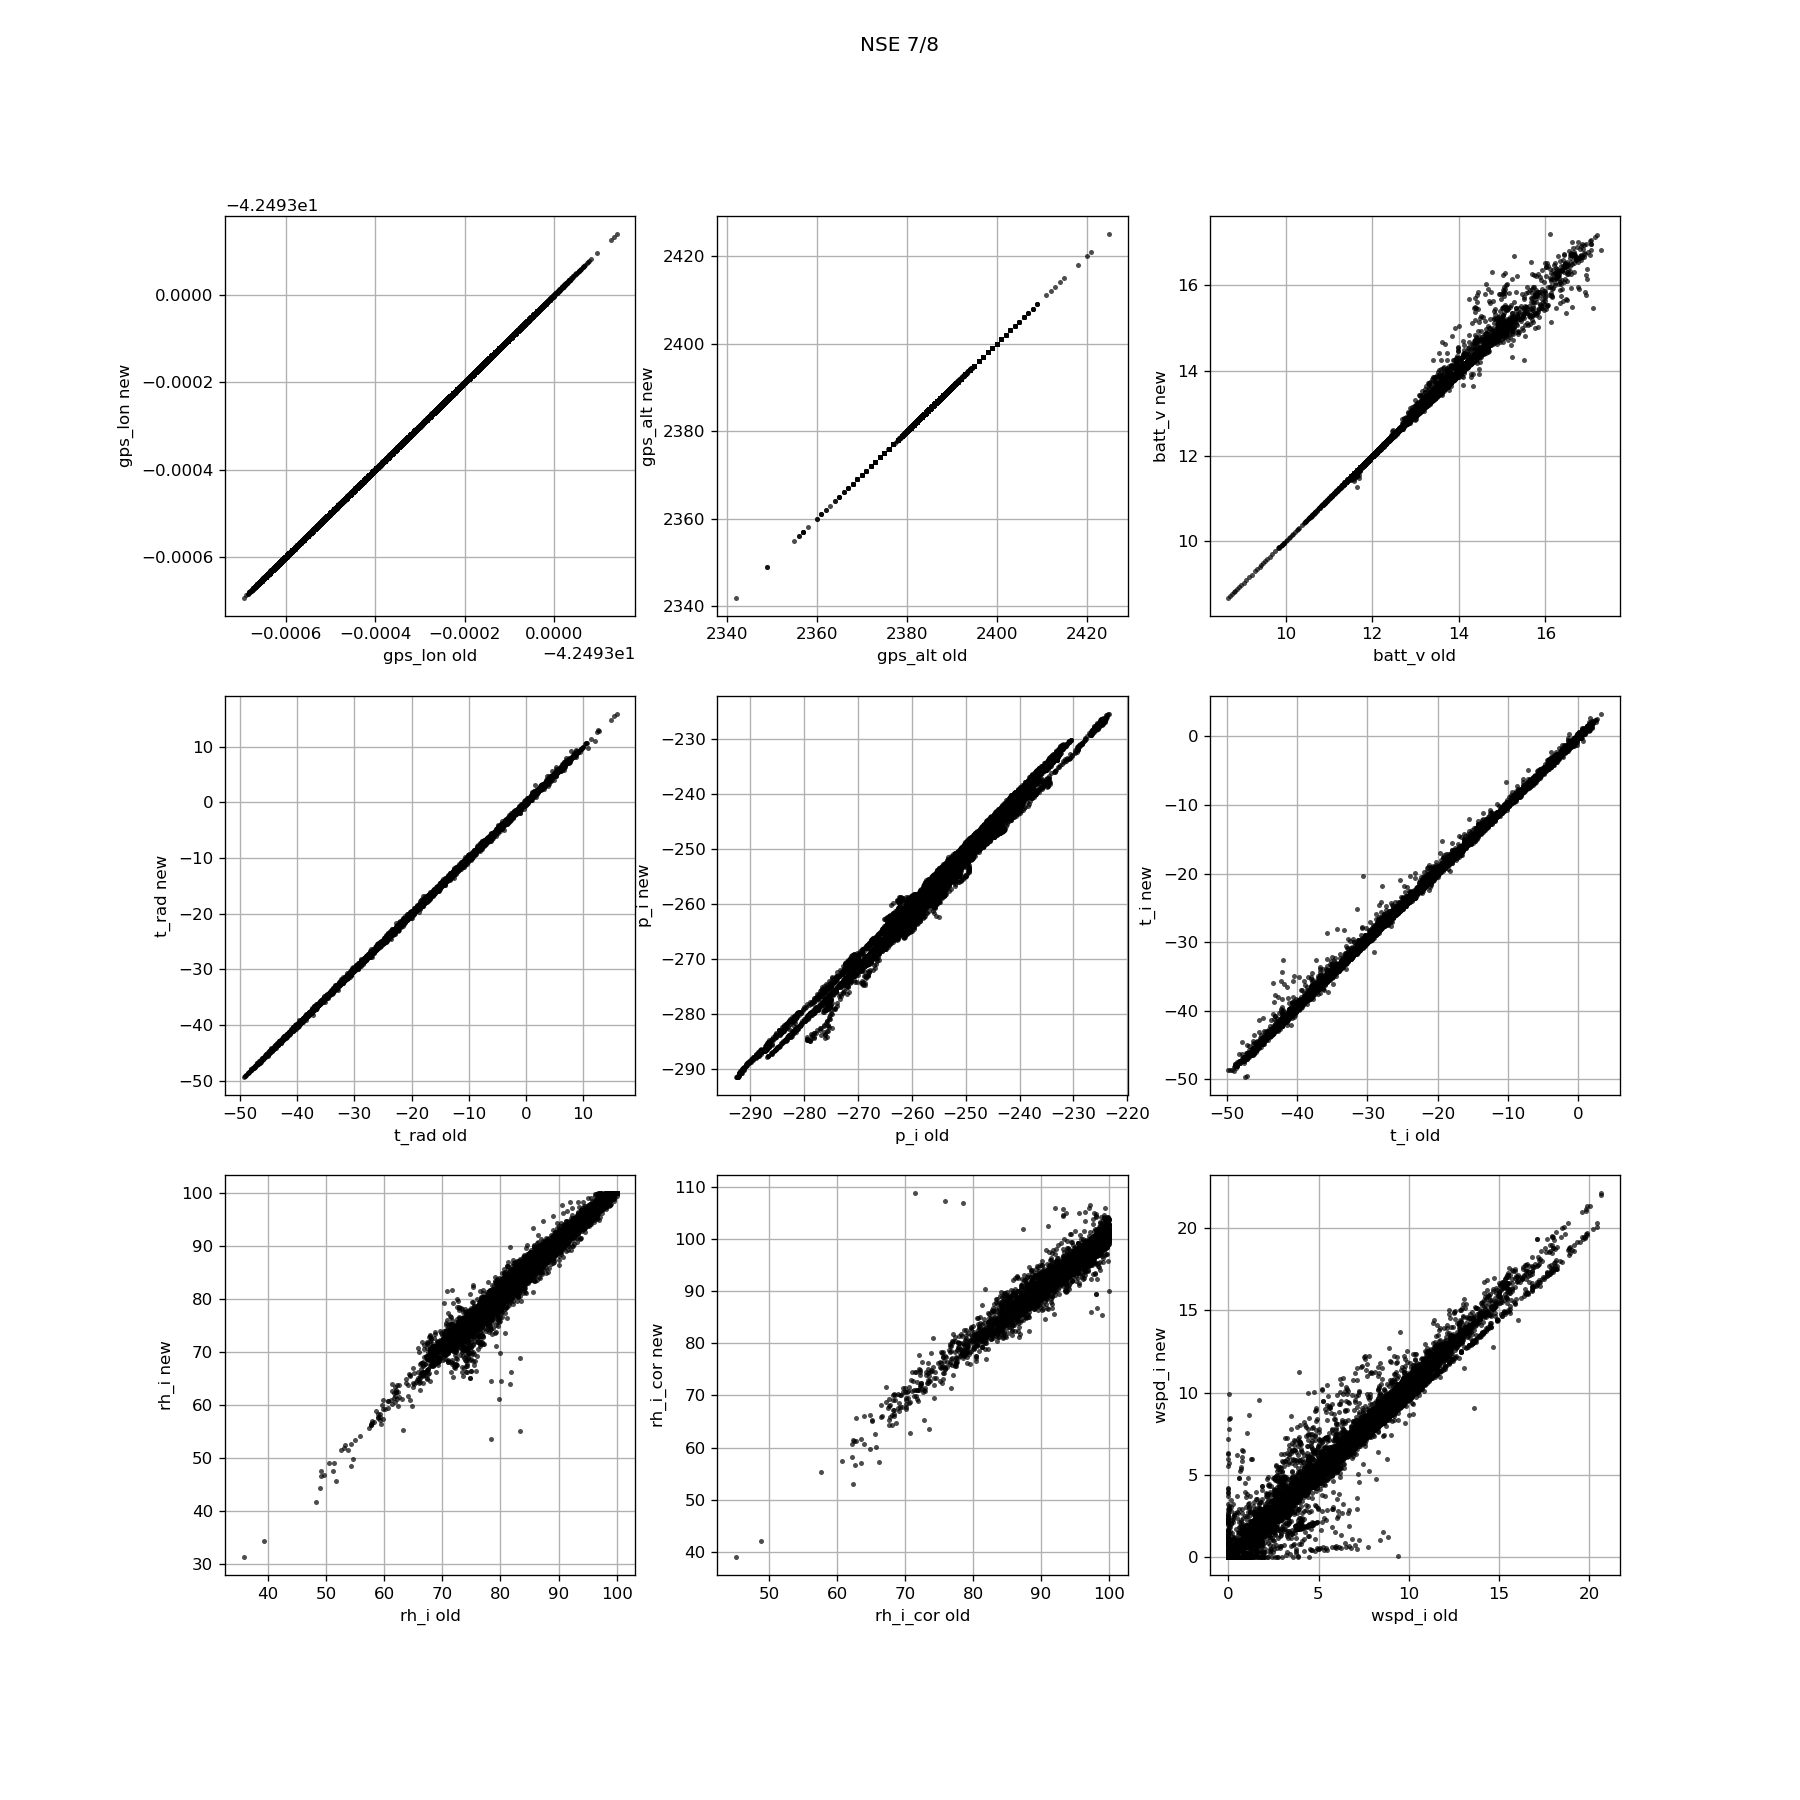 NSE 7/8
−4.2493e1
0.0000
−0.0002
−0.0004
−0.0006
gps_lon new
−0.0006 −0.0004 −0.0002 0.0000
gps_lon old
−4.2493e1
2420
2400
2380
2360
2340
gps_alt new
2340 2360 2380 2400 2420
gps_alt old
16
14
12
10
batt_v new
10 12 14 16
batt_v old
10
0
−10
−20
−30
−40
−50
t_rad new
−50 −40 −30 −20 −10 0 10
t_rad old
−230
−240
−250
−260
−270
−280
−290
p_i new
−290 −280 −270 −260 −250 −240 −230 −220
p_i old
0
−10
−20
−30
−40
−50
t_i new
−50 −40 −30 −20 −10 0
t_i old
100
90
80
70
60
50
40
30
rh_i new
40 50 60 70 80 90 100
rh_i old
110
100
90
80
70
60
50
40
rh_i_cor new
50 60 70 80 90 100
rh_i_cor old
20
15
10
5
0
wspd_i new
0 5 10 15 20
wspd_i old